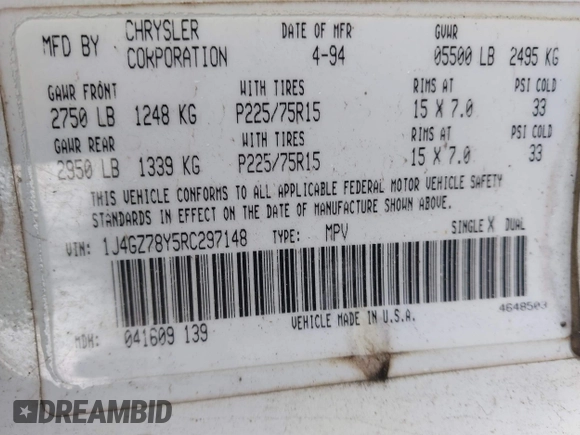 MFD BY CHRYSLER CORPORATION DATE OF MFR 4-94 GVWR 05500 LB 2495 KG
GAWR FRONT WITH TIRES RIMS AT PSI COLD
2750 LB 1248 KG P225/75R15 15 X 7.0 33
GAWR REAR WITH TIRES RIMS AT PSI COLD
2950 LB 1339 KG P225/75R15 15 X 7.0 33
THIS VEHICLE CONFORMS TO ALL APPLICABLE FEDERAL MOTOR VEHICLE SAFETY
STANDARDS IN EFFECT ON THE DATE OF MANUFACTURE SHOWN ABOVE.
VIN: 1J4GZ78Y5RC297148 TYPE: MPV SINGLE X DUAL
MDH: 041609 139 VEHICLE MADE IN U.S.A. 4648503
DREAMBID